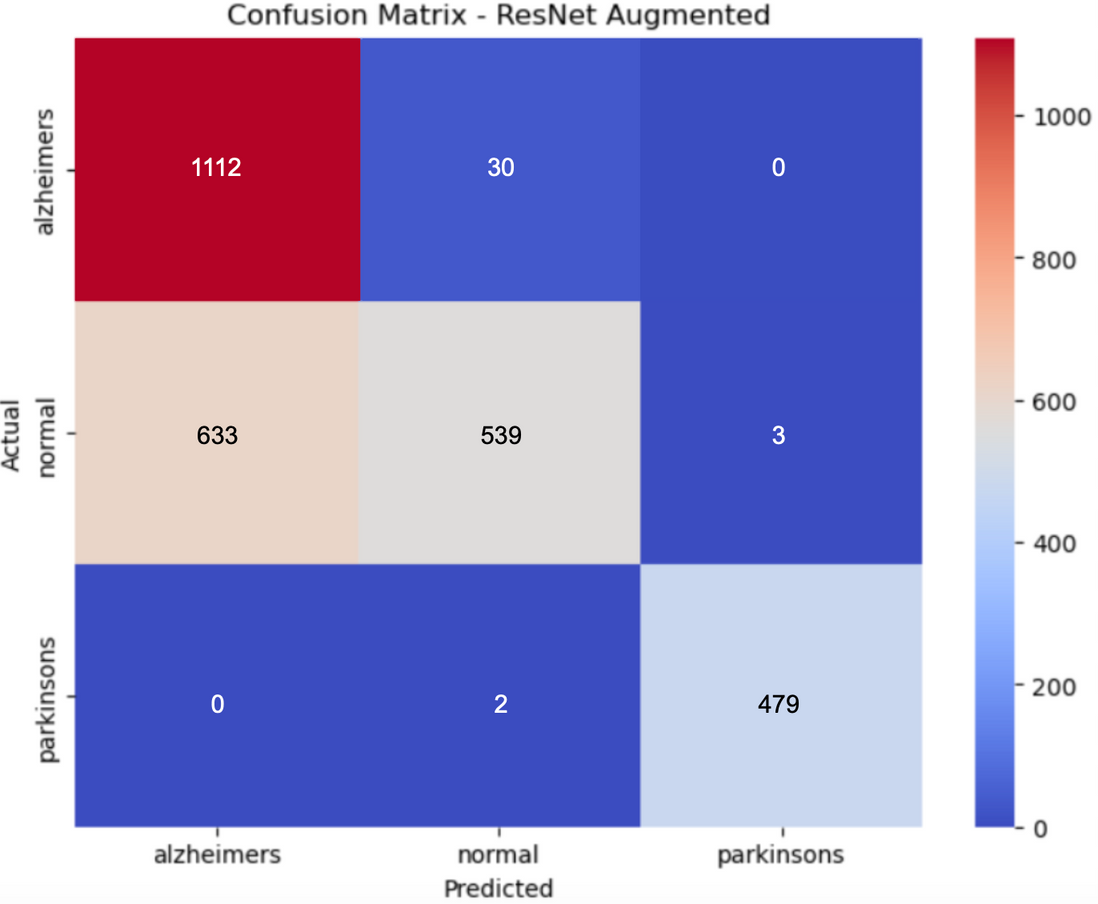 Confusion Matrix - ResNet Augmented
Actual
alzheimers
1112 30 0
normal
633 539 3
parkinsons
0 2 479
alzheimers normal parkinsons
Predicted
1000
800
600
400
200
0